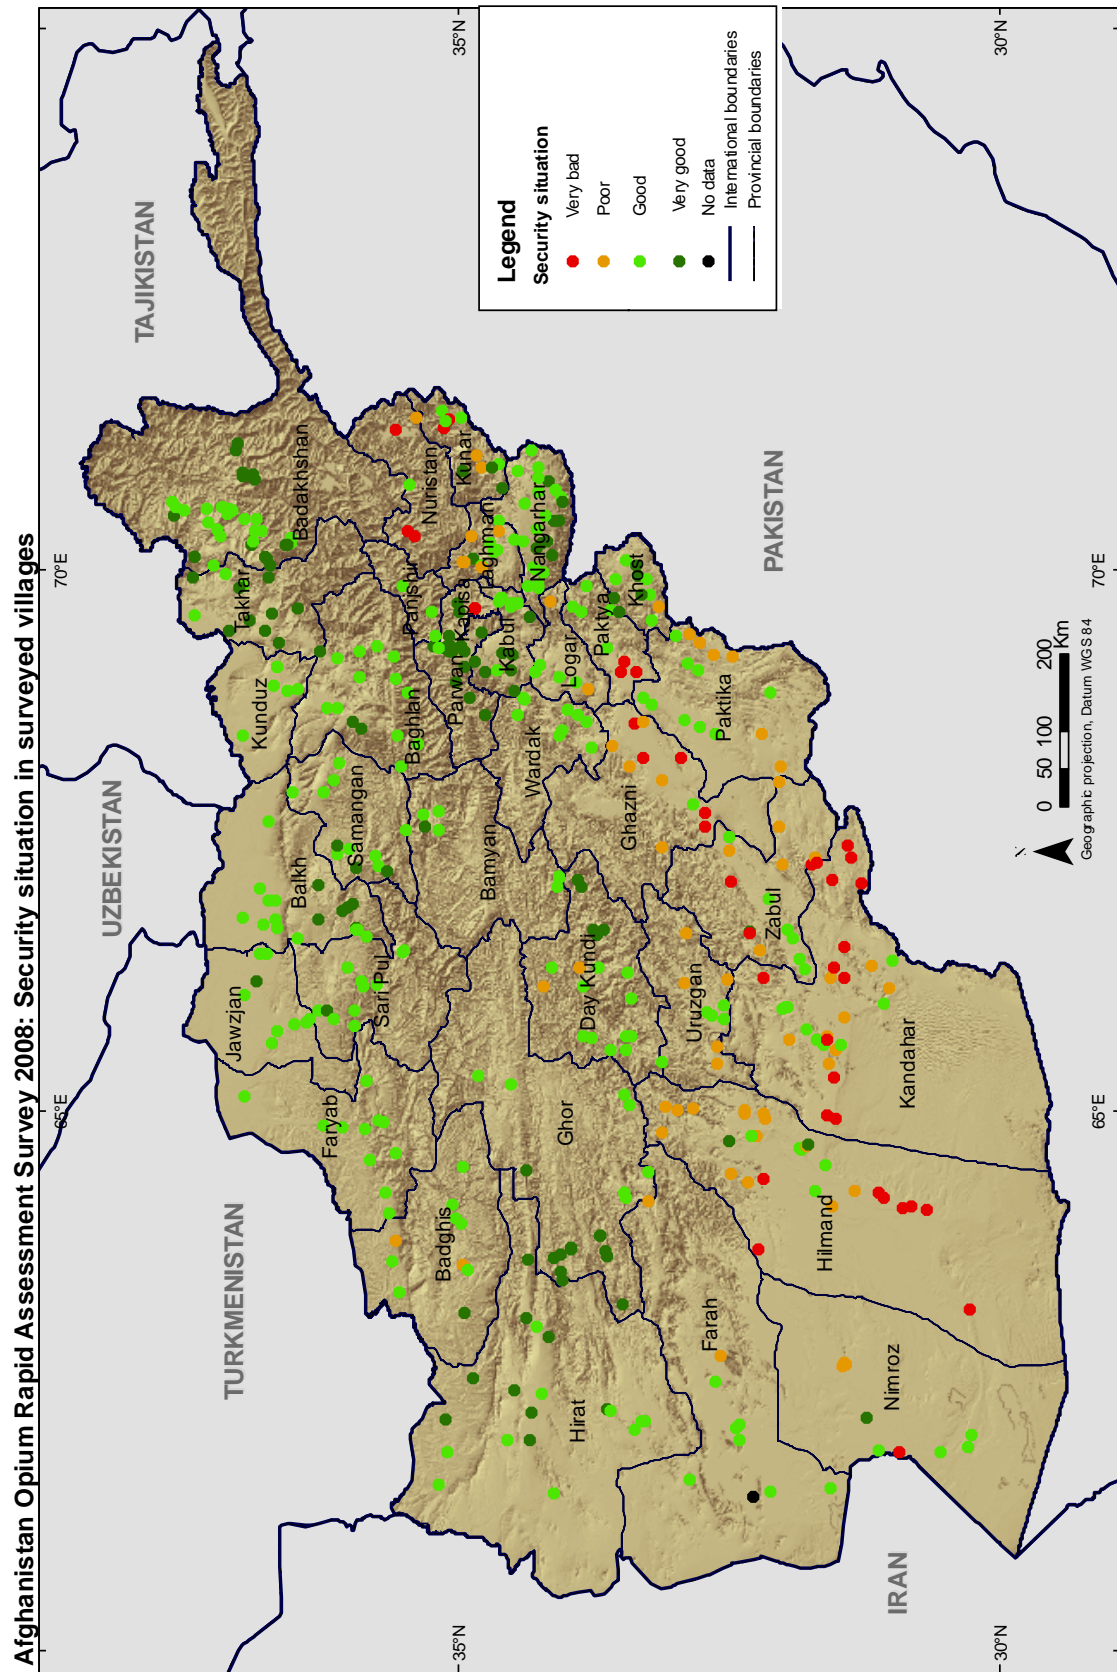 Afghanistan Opium Rapid Assessment Survey 2008: Security situation in surveyed villages
65°E
70°E
35°N
35°N
30°N
30°N
65°E
70°E
TURKMENISTAN
UZBEKISTAN
TAJIKISTAN
PAKISTAN
IRAN
Jawzjan
Balkh
Kunduz
Takhar
Badakhshan
Faryab
Sari Pul
Samangan
Baghlan
Panjshir
Nuristan
Badghis
Bamyan
Parwan
Kapisa
Laghman
Kunar
Hirat
Ghor
Day Kundi
Wardak
Kabul
Logar
Nangarhar
Paktya
Khost
Ghazni
Paktika
Farah
Uruzgan
Zabul
Nimroz
Hilmand
Kandahar
Legend
Security situation
Very bad
Poor
Good
Very good
No data
International boundaries
Provincial boundaries
N
0 50 100 200
Km
Geographic projection, Datum WGS 84